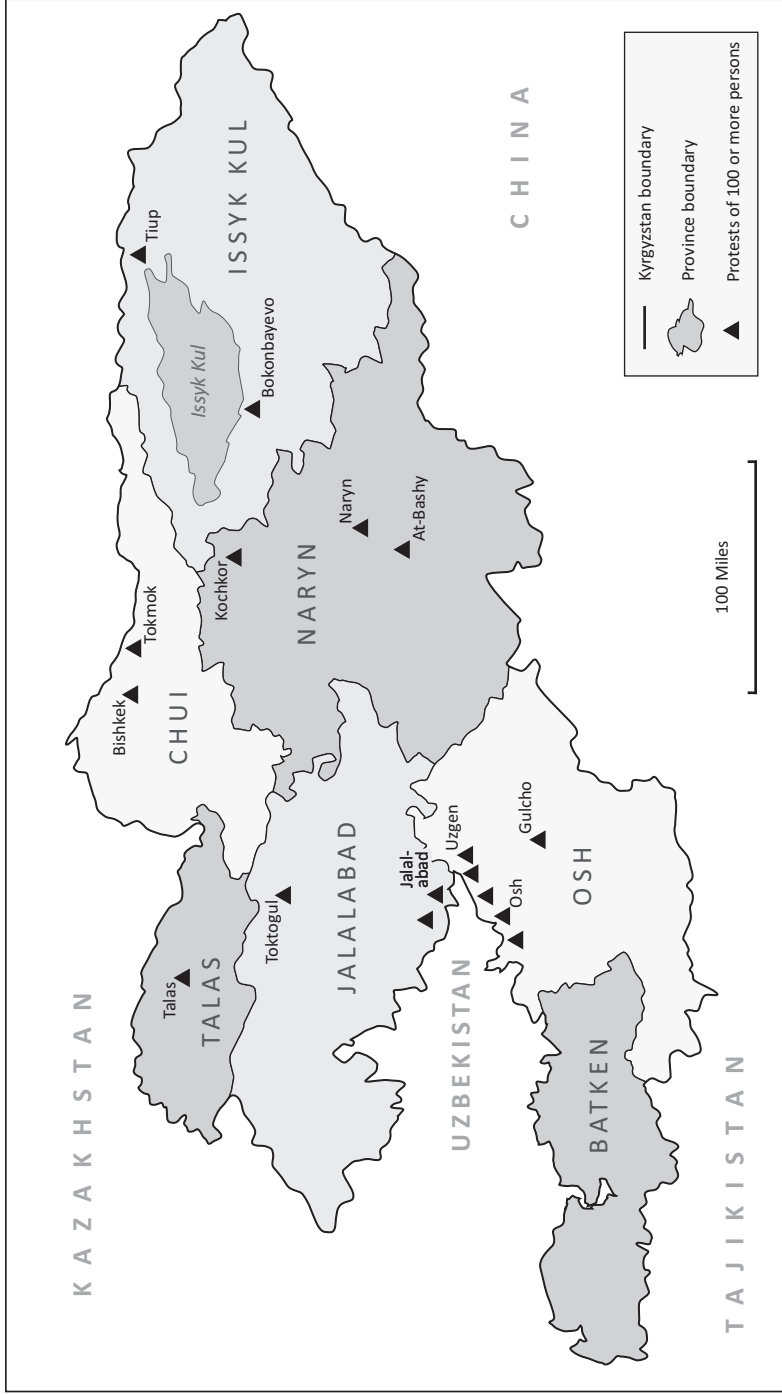 KAZAKHSTAN
TALAS
Talas
Bishkek
Tokmok
CHUI
Tiup
Issyk Kul
ISSYK KUL
Bokonbayevo
Kochkor
NARYN
Naryn
At-Bashy
Toktogul
JALALABAD
Jalal-
abad
UZBEKISTAN
Uzgen
Osh
Gulcho
OSH
BATKEN
TAJIKISTAN
CHINA
100 Miles
Kyrgyzstan boundary
Province boundary
Protests of 100 or more persons